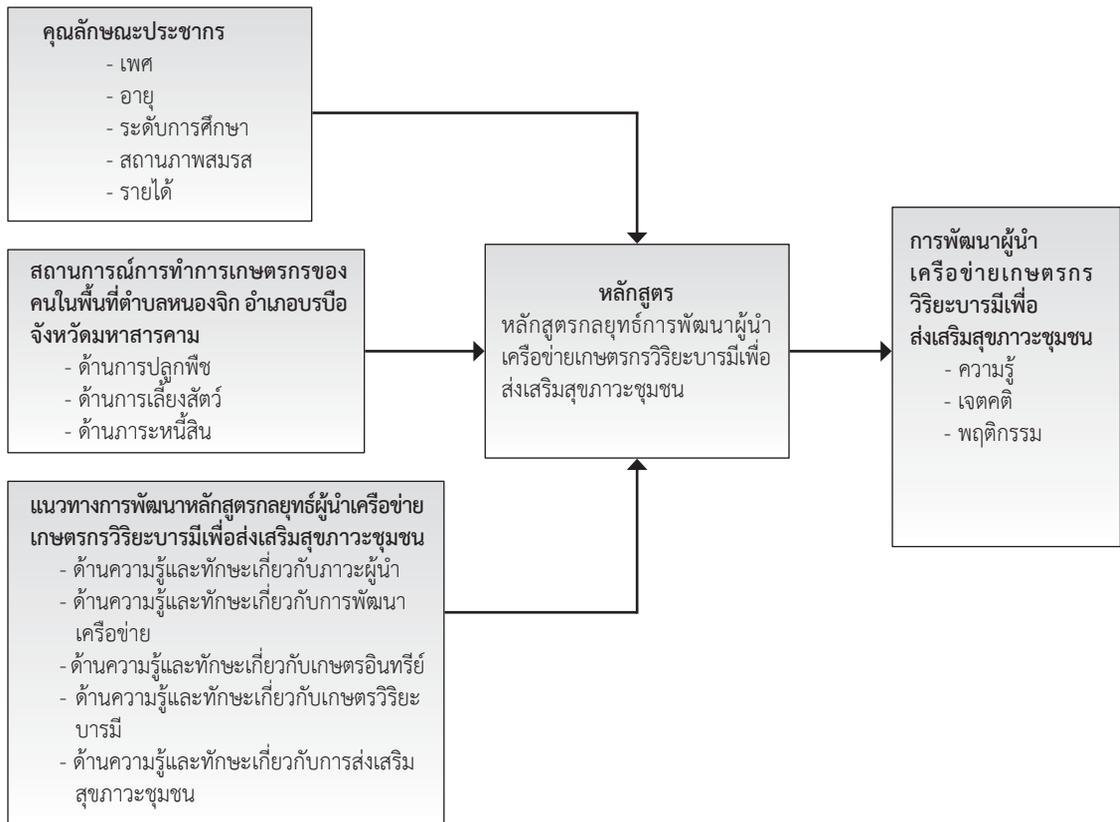 คุณลักษณะประชากร
- เพศ
- อายุ
- ระดับการศึกษา
- สถานภาพสมรส
- รายได้
สถานการณ์การทำการเกษตรกรของ
คนในพื้นที่ตำบลหนองจิก อำเภอบรบือ
จังหวัดมหาสารคาม
- ด้านการปลูกพืช
- ด้านการเลี้ยงสัตว์
- ด้านภาระหนี้สิน
แนวทางการพัฒนาหลักสูตรกลยุทธ์ผู้นำเครือข่าย
เกษตรกรวิริยะบารมีเพื่อส่งเสริมสุขภาวะชุมชน
- ด้านความรู้และทักษะเกี่ยวกับภาวะผู้นำ
- ด้านความรู้และทักษะเกี่ยวกับการพัฒนา
เครือข่าย
- ด้านความรู้และทักษะเกี่ยวกับเกษตรอินทรีย์
- ด้านความรู้และทักษะเกี่ยวกับเกษตรวิริยะ
บารมี
- ด้านความรู้และทักษะเกี่ยวกับการส่งเสริม
สุขภาวะชุมชน
หลักสูตร
หลักสูตรกลยุทธ์การพัฒนาผู้นำ
เครือข่ายเกษตรกรวิริยะบารมีเพื่อ
ส่งเสริมสุขภาวะชุมชน
การพัฒนาผู้นำ
เครือข่ายเกษตรกร
วิริยะบารมีเพื่อ
ส่งเสริมสุขภาวะชุมชน
- ความรู้
- เจตคติ
- พฤติกรรม